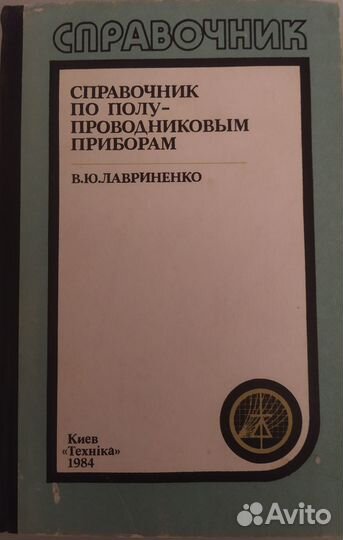 СПРАВОЧНИК
СПРАВОЧНИК
ПО ПОЛУ-
ПРОВОДНИКОВЫМ
ПРИБОРАМ
В.Ю.ЛАВРИНЕНКО
Киев
«Техніка»
1984
Avito